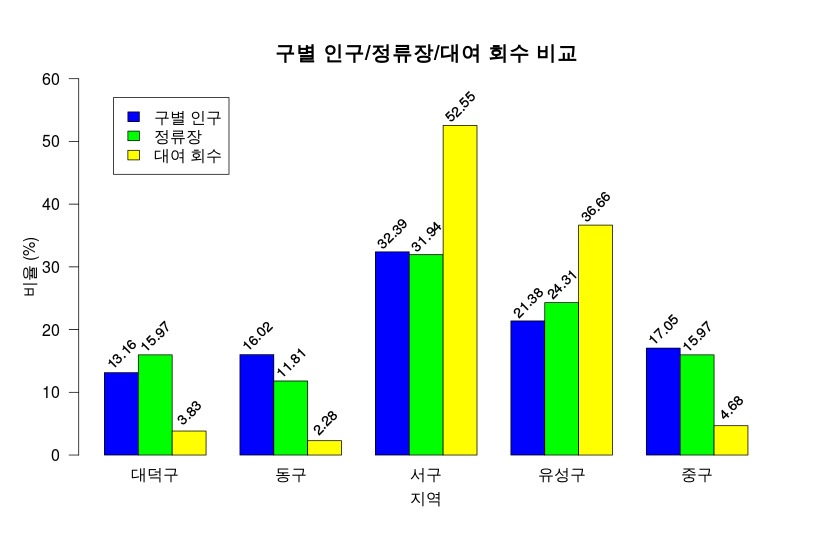 구별 인구/정류장/대여 회수 비교
비율 (%)
60
50
40
30
20
10
0
구별 인구
정류장
대여 회수
13.16 15.97 3.83
16.02 11.81 2.28
32.39 31.94 52.55
21.38 24.31 36.66
17.05 15.97 4.68
대덕구 동구 서구 유성구 중구
지역